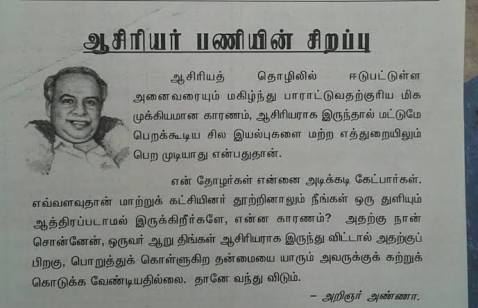 ஆசிரியர் பணியின் சிறப்பு
ஆசிரியத் தொழிலில் ஈடுபட்டுள்ள
அனைவரையும் மகிழ்ந்து பாராட்டுவதற்குரிய மிக
முக்கியமான காரணம், ஆசிரியராக இருந்தால் மட்டுமே
பெறக்கூடிய சில இயல்புகளை மற்ற எத்துறையிலும்
பெற முடியாது என்பதுதான்.
என் தோழர்கள் என்னை அடிக்கடி கேட்பார்கள்.
எவ்வளவுதான் மாற்றுக் கட்சியினர் தூற்றினாலும் நீங்கள் ஒரு துளியும்
ஆத்திரப்படாமல் இருக்கிறீர்களே, என்ன காரணம்? அதற்கு நான்
சொன்னேன், ஒருவர் ஆறு திங்கள் ஆசிரியராக இருந்து விட்டால் அதற்குப்
பிறகு, பொறுத்துக் கொள்ளுகிற தன்மையை யாரும் அவருக்குக் கற்றுக்
கொடுக்க வேண்டியதில்லை. தானே வந்து விடும்.
– அறிஞர் அண்ணா.